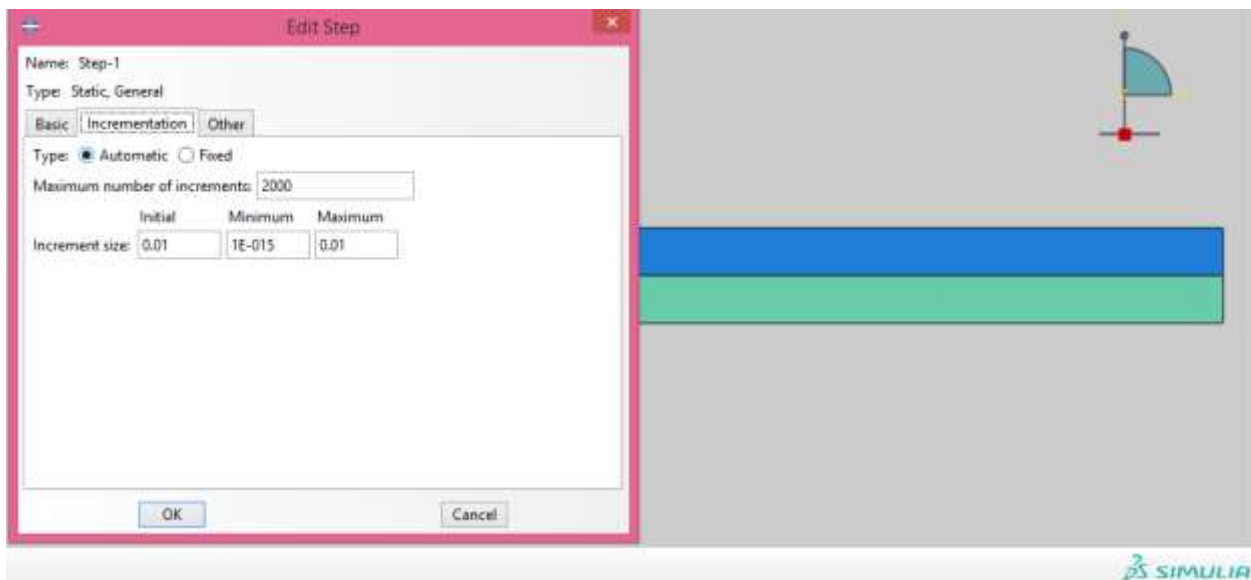 Edit Step
Name: Step-1
Type: Static, General
Basic Incrementation Other
Type: Automatic Fixed
Maximum number of increments: 2000
Initial Minimum Maximum
Increment size: 0.01 1E-015 0.01
OK Cancel
SIMULIA